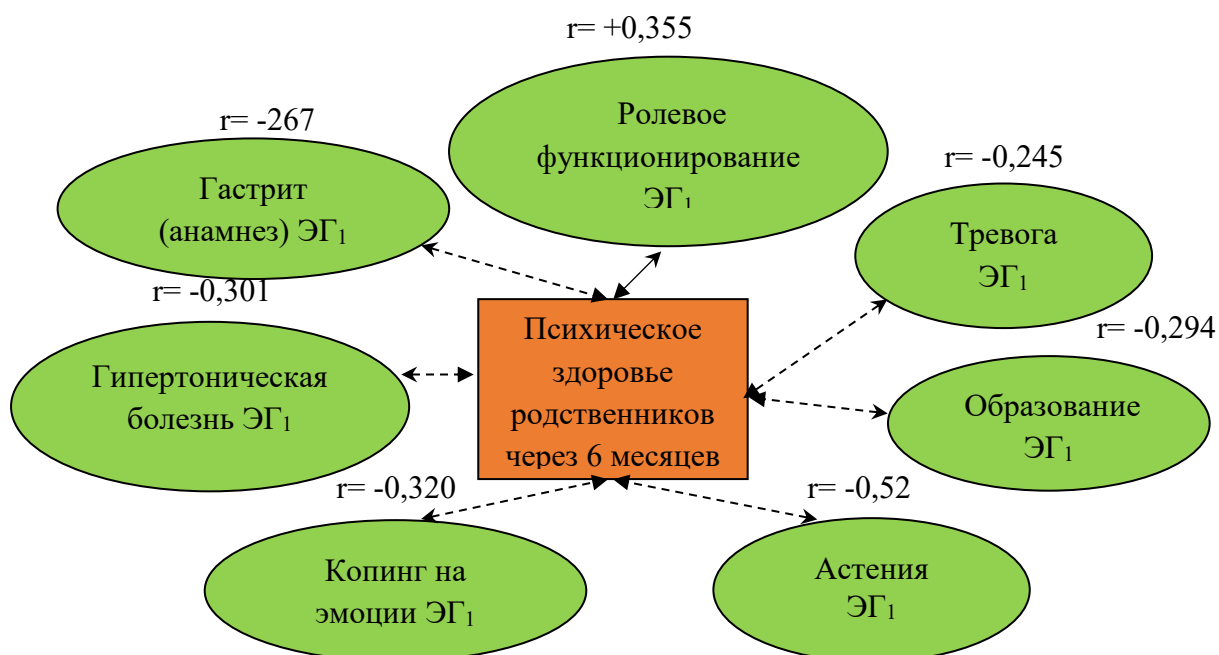 r= +0,355
r= -267
Ролевое
функционирование
ЭГ1
Гастрит
(анамнез) ЭГ1
r= -0,245
Тревога
ЭГ1
r= -0,301
Гипертоническая
болезнь ЭГ1
Психическое
здоровье
родственников
через 6 месяцев
r= -0,294
Образование
ЭГ1
r= -0,320
Копинг на
эмоции ЭГ1
r= -0,52
Астения
ЭГ1